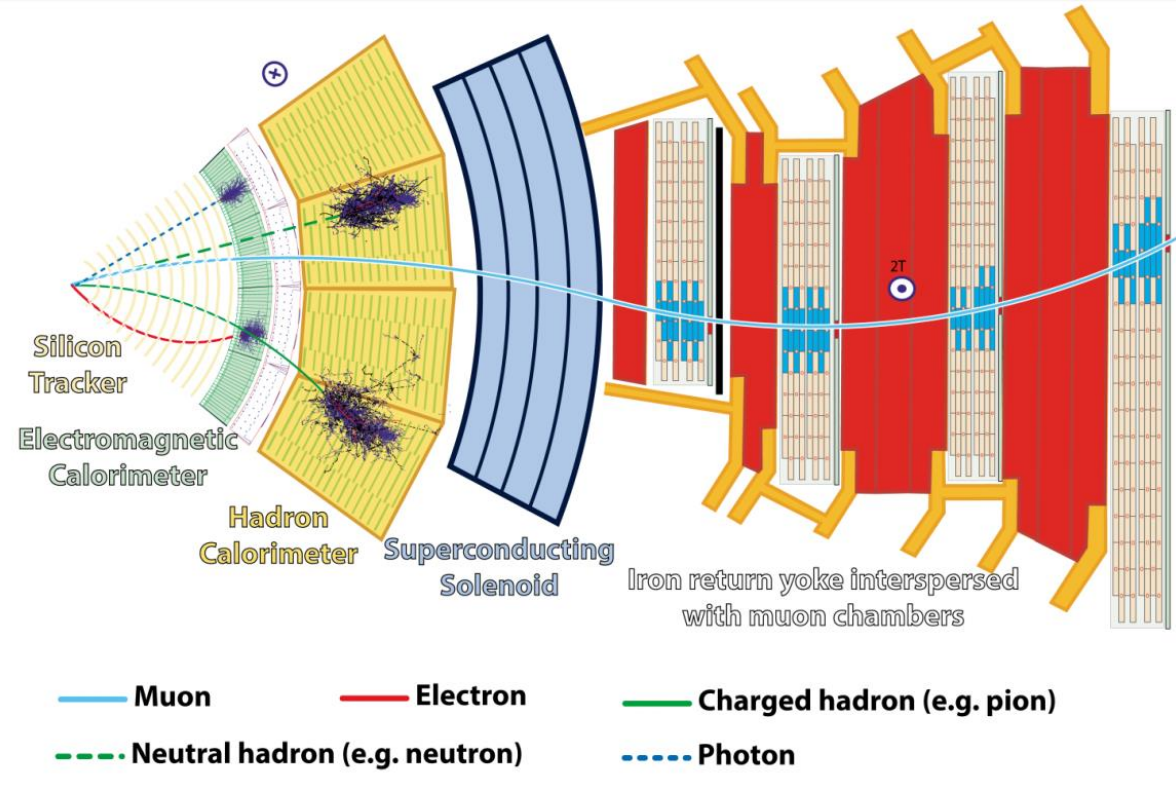 2T
Silicon
Tracker
Electromagnetic
Calorimeter
Hadron
Calorimeter
Superconducting
Solenoid
Iron return yoke interspersed
with muon chambers
Muon
Electron
Charged hadron (e.g. pion)
Neutral hadron (e.g. neutron)
Photon